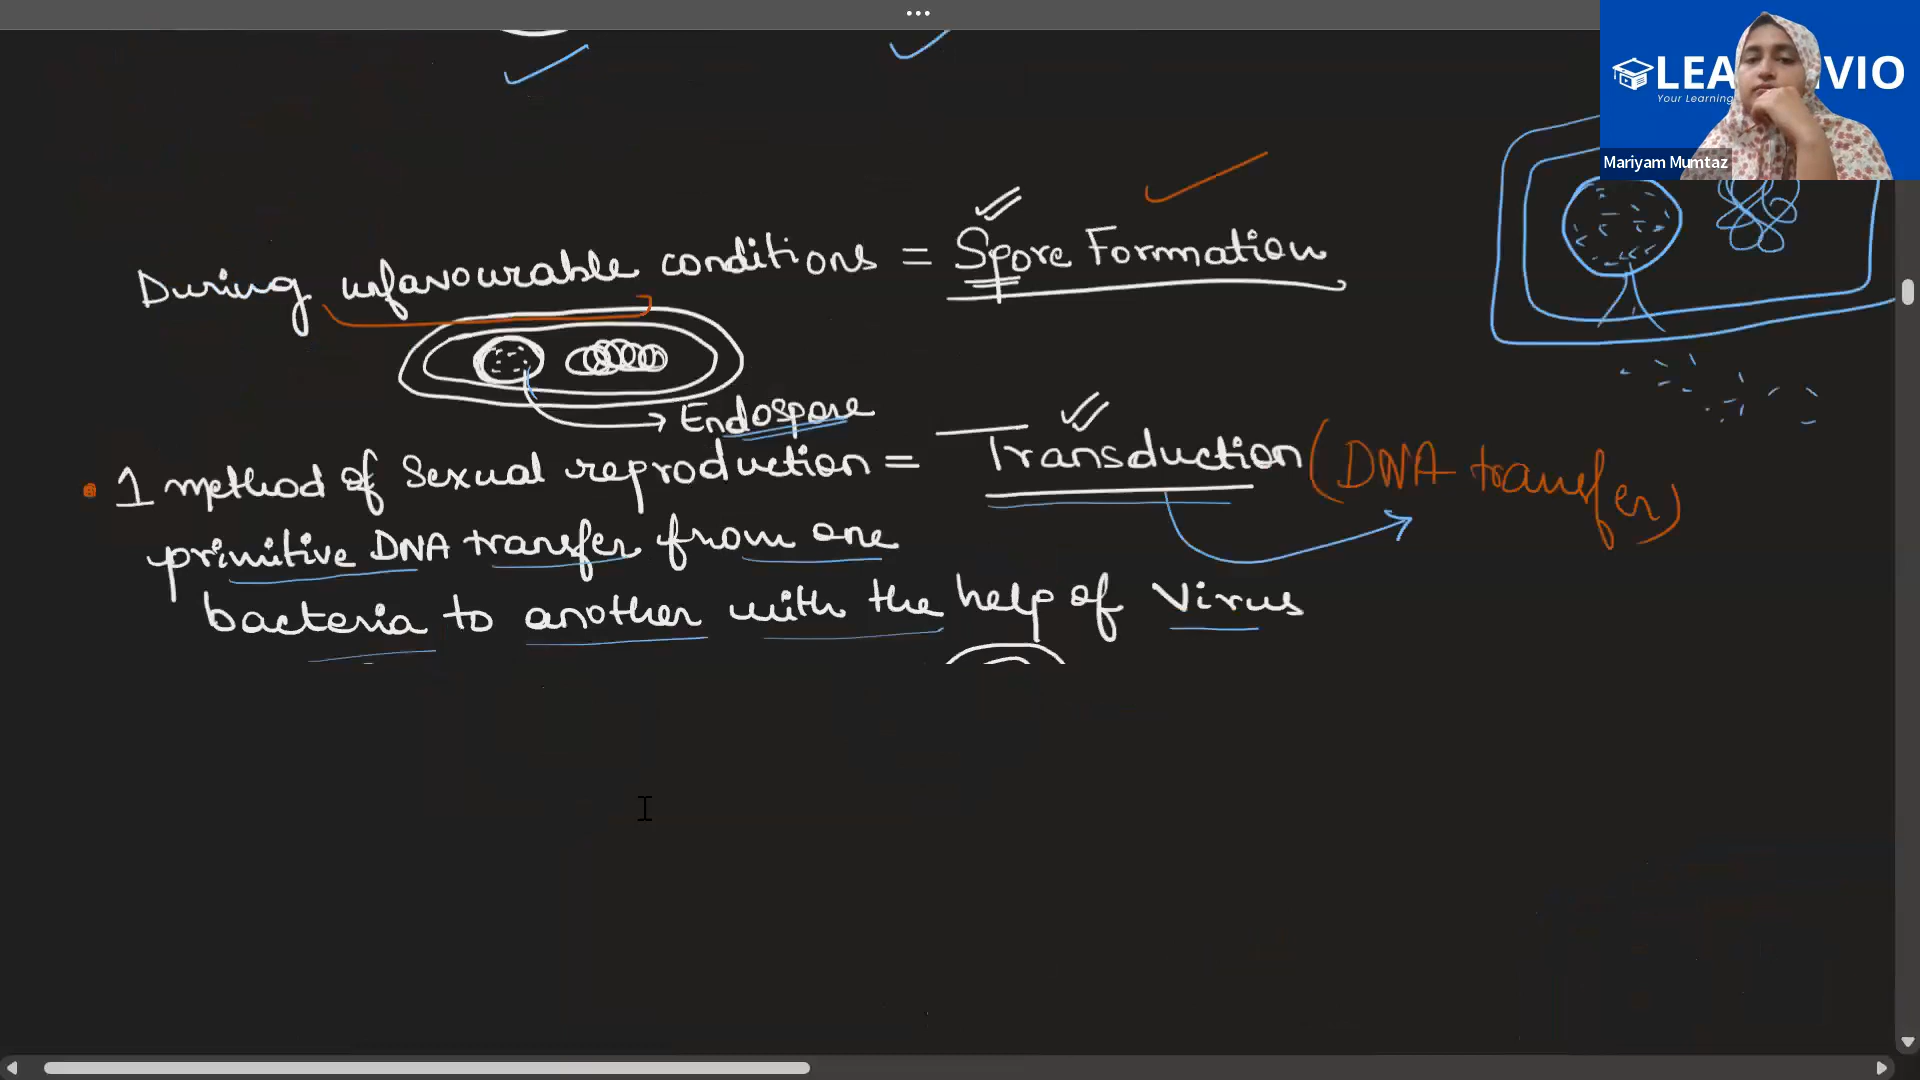 LEA VIO
Your Learning
Mariyam Mumtaz
During unfavourable conditions = Spore Formation
Endospore
1 method of Sexual reproduction = Transduction (DNA transfer)
primitive DNA transfer from one
bacteria to another with the help of Virus